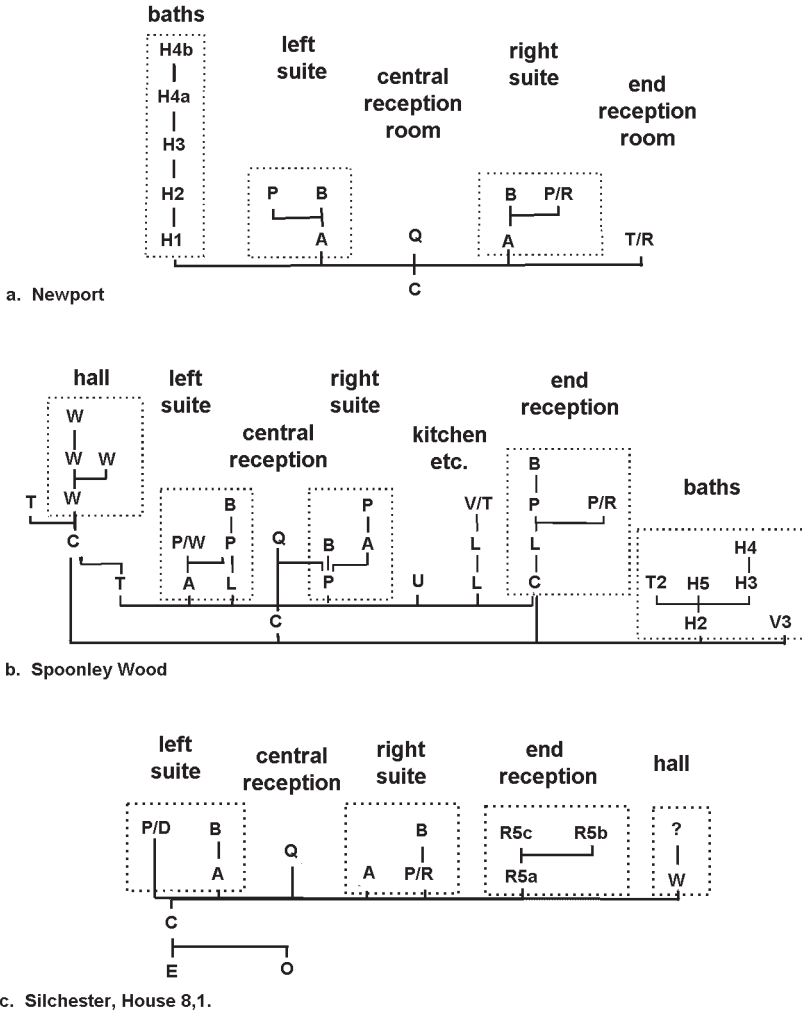 baths
left
suite
central
reception
room
right
suite
end
reception
room
H4b
H4a
H3
H2
H1
P B
A
Q
C
B P/R
A
T/R
a. Newport
hall
left
suite
central
reception
right
suite
kitchen
etc.
end
reception
baths
W
W W
W
T
C
T
B
P/W P
A L
Q
C
P
B A
P
U
V/T
L
L
B
P P/R
L
C
H4
T2 H5 H3
H2
V3
b. Spoonley Wood
left
suite
central
reception
right
suite
end
reception
hall
P/D B
A
Q
B
A P/R
R5c R5b
R5a
?
W
C
E O
c. Silchester, House 8,1.